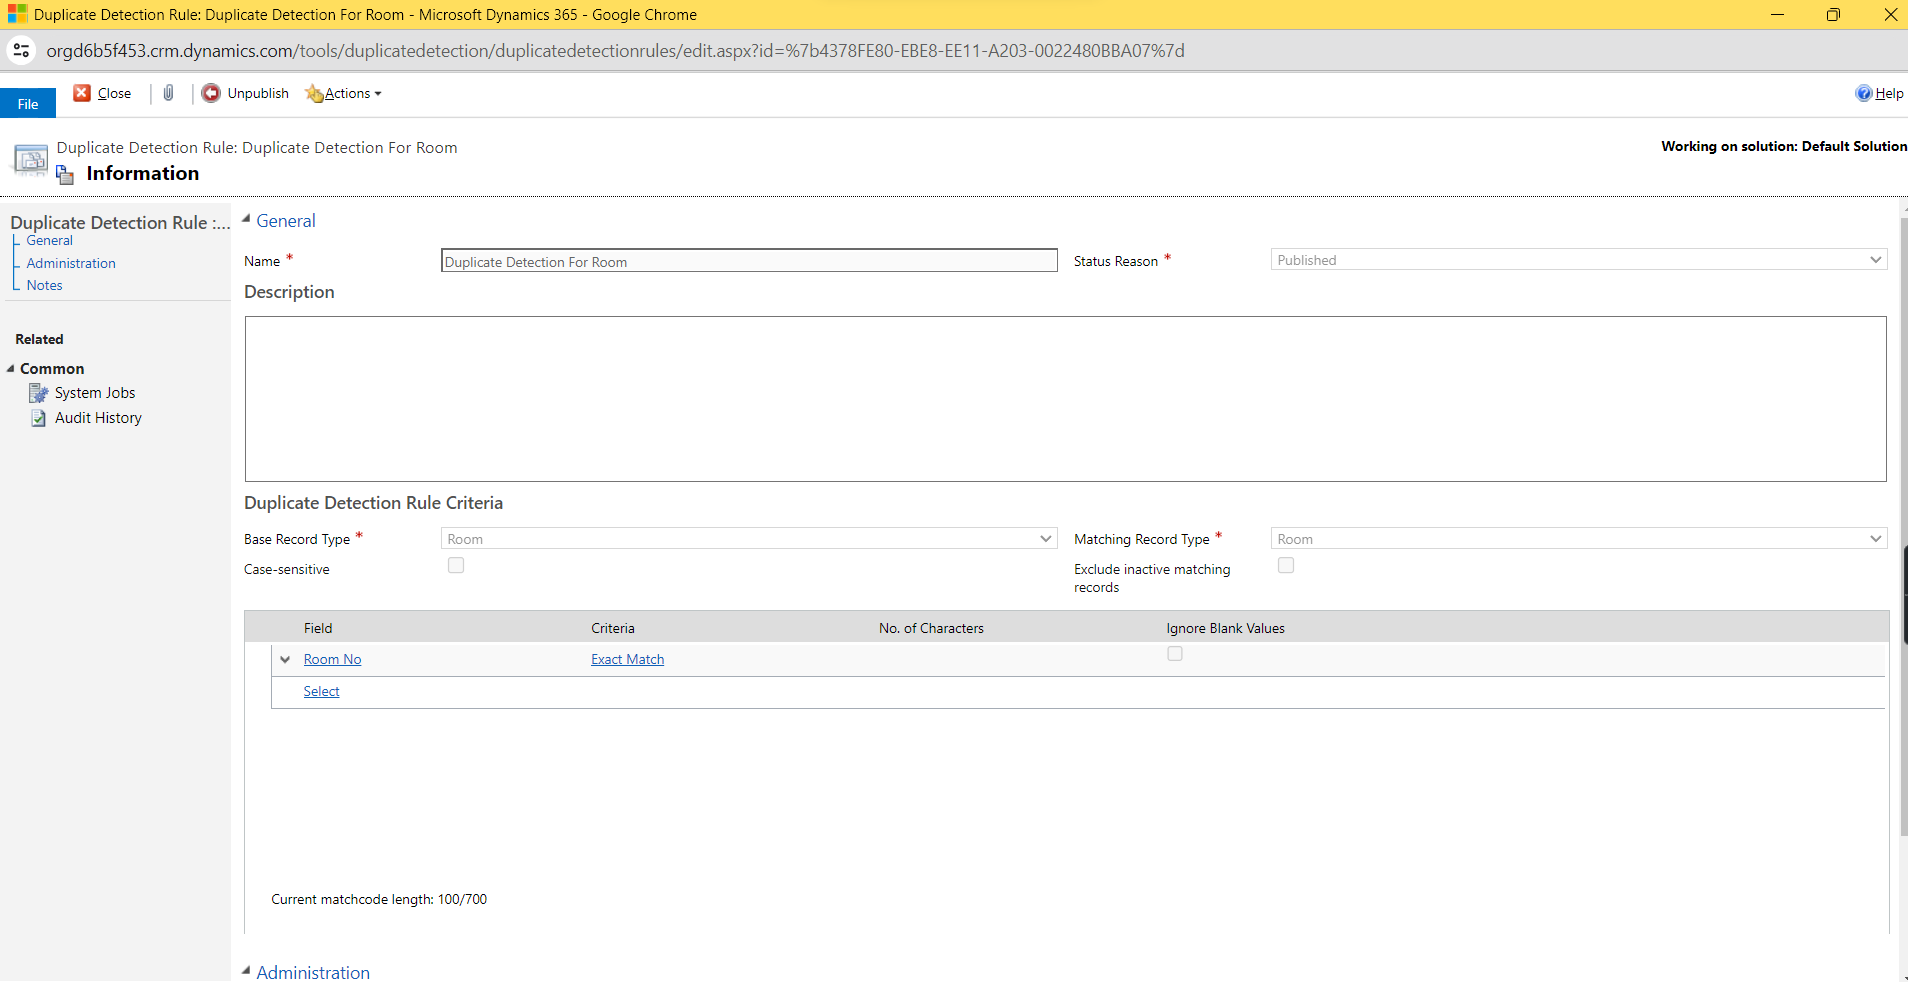 Duplicate Detection Rule: Duplicate Detection For Room - Microsoft Dynamics 365 - Google Chrome
orgd6b5f453.crm.dynamics.com/tools/duplicatedetection/duplicatedetectionrules/edit.aspx?id=%7b4378FE80-EBE8-EE11-A203-0022480BBA07%7d
File Close Unpublish Actions Help
Duplicate Detection Rule: Duplicate Detection For Room
Working on solution: Default Solution
Information
Duplicate Detection Rule :...
General
Administration
Notes
Related
Common
System Jobs
Audit History
General
Name * Duplicate Detection For Room Status Reason * Published
Description
Duplicate Detection Rule Criteria
Base Record Type * Room Matching Record Type * Room
Case-sensitive Exclude inactive matching
records
Field Criteria No. of Characters Ignore Blank Values
Room No Exact Match
Select
Current matchcode length: 100/700
Administration